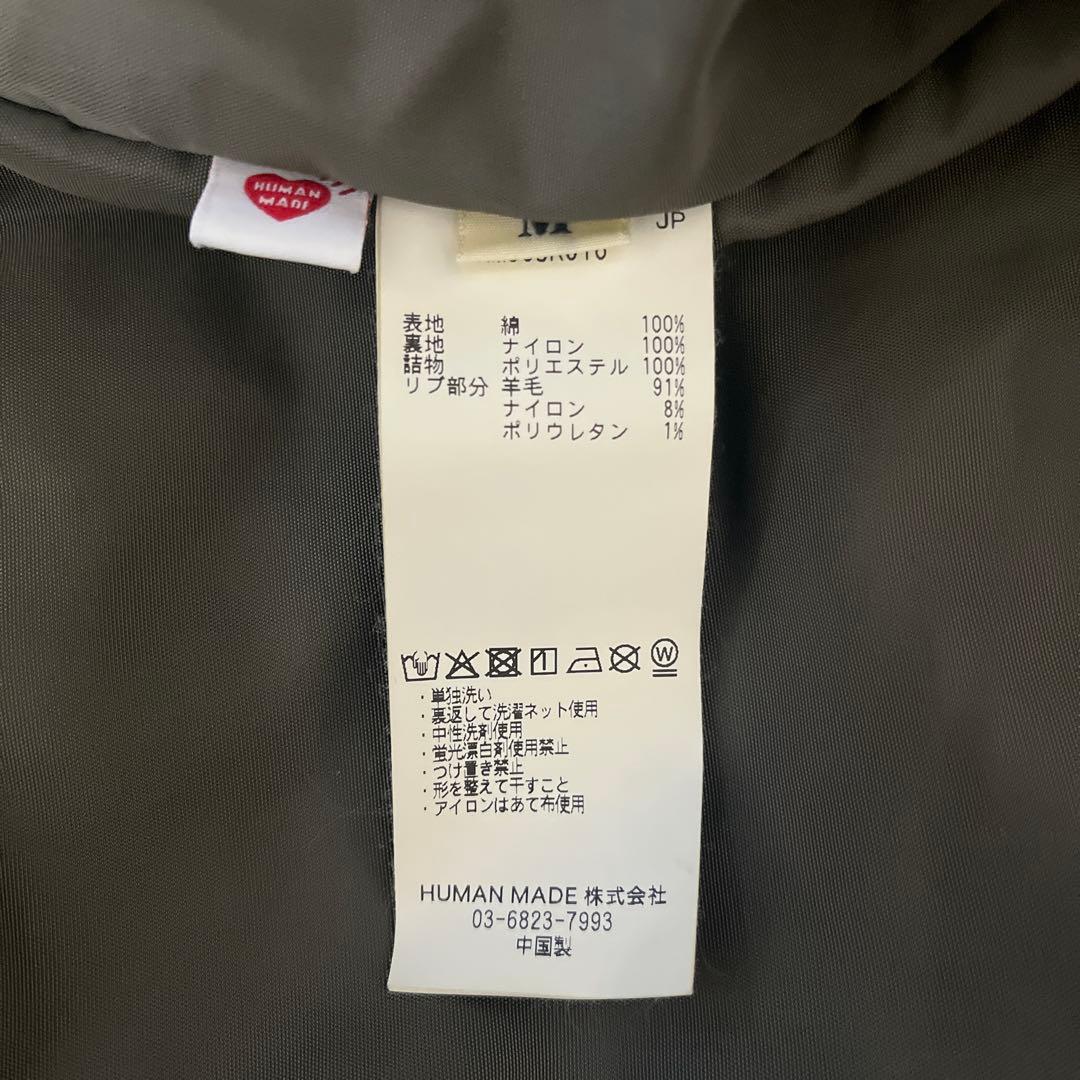 HUMAN
MADE
M
JP
表地 綿 100%
裏地 ナイロン 100%
詰物 ポリエステル 100%
リブ部分 羊毛 91%
ナイロン 8%
ポリウレタン 1%
W
・単独洗い
・裏返して洗濯ネット使用
・中性洗剤使用
・蛍光漂白剤使用禁止
・つけ置き禁止
・形を整えて干すこと
・アイロンはあて布使用
HUMAN MADE 株式会社
03-6823-7993
中国製